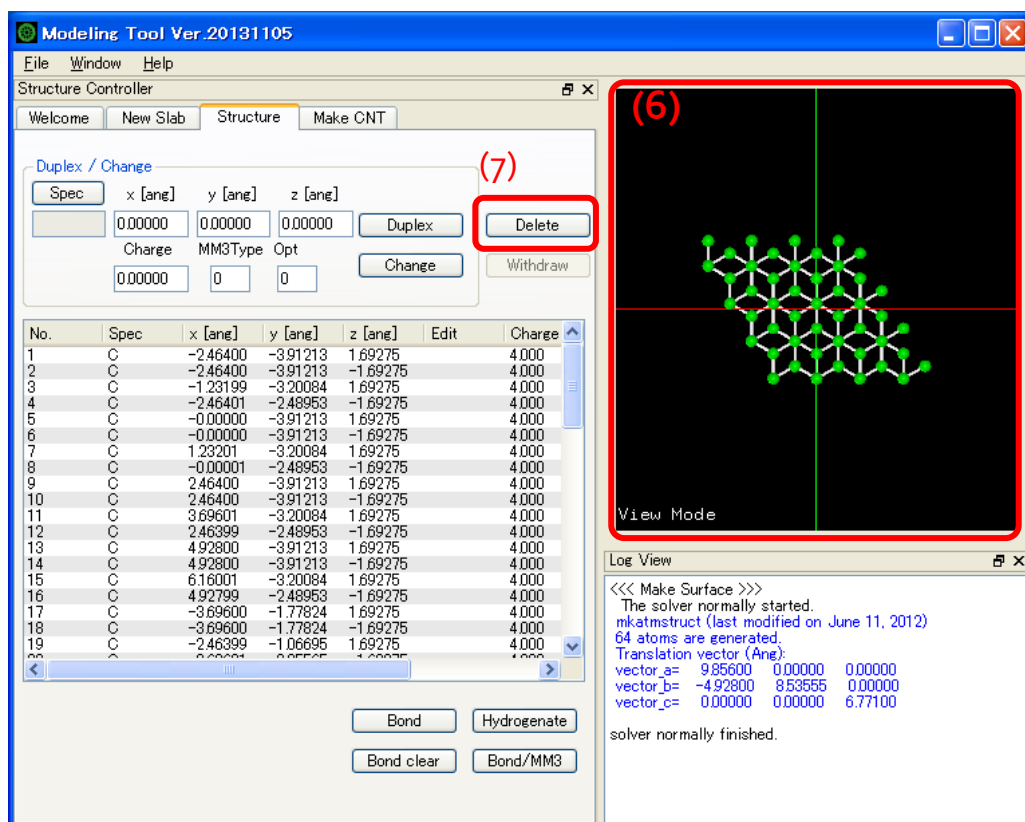 Modeling Tool Ver.20131105
File Window Help
Structure Controller
Welcome New Slab Structure Make CNT
(6)
Duplex / Change
(7)
Spec x [ang] y [ang] z [ang]
0.00000 0.00000 0.00000 Duplex Delete
Charge MM3Type Opt
0.00000 0 0 Change Withdraw
No. Spec x [ang] y [ang] z [ang] Edit Charge
1 C -2.46400 -3.91213 1.69275 4.000
2 C -2.46400 -3.91213 -1.69275 4.000
3 C -1.23199 -3.20084 1.69275 4.000
4 C -2.46401 -2.48953 -1.69275 4.000
5 C -0.00000 -3.91213 1.69275 4.000
6 C -0.00000 -3.91213 -1.69275 4.000
7 C 1.23201 -3.20084 1.69275 4.000
8 C -0.00001 -2.48953 -1.69275 4.000
9 C 2.46400 -3.91213 1.69275 4.000
10 C 2.46400 -3.91213 -1.69275 4.000
11 C 3.69601 -3.20084 1.69275 4.000
12 C 2.46399 -2.48953 -1.69275 4.000
13 C 4.92800 -3.91213 1.69275 4.000
14 C 4.92800 -3.91213 -1.69275 4.000
15 C 6.16001 -3.20084 1.69275 4.000
16 C 4.92799 -2.48953 -1.69275 4.000
17 C -3.69600 -1.77824 1.69275 4.000
18 C -3.69600 -1.77824 -1.69275 4.000
19 C -2.46399 -1.06695 1.69275 4.000
View Mode
Bond Hydrogenate
Bond clear Bond/MM3
Log View
<<< Make Surface >>>
The solver normally started.
mkatmstruct (last modified on June 11, 2012)
64 atoms are generated.
Translation vector (Ang):
vector_a= 9.85600 0.00000 0.00000
vector_b= -4.92800 8.53555 0.00000
vector_c= 0.00000 0.00000 6.77100
solver normally finished.